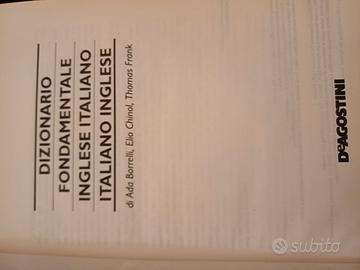 DIZIONARIO
FONDAMENTALE
INGLESE ITALIANO
ITALIANO INGLESE
di Ada Borrelli, Elio Chinol, Thomas Frank
DeAGOSTINI
subito